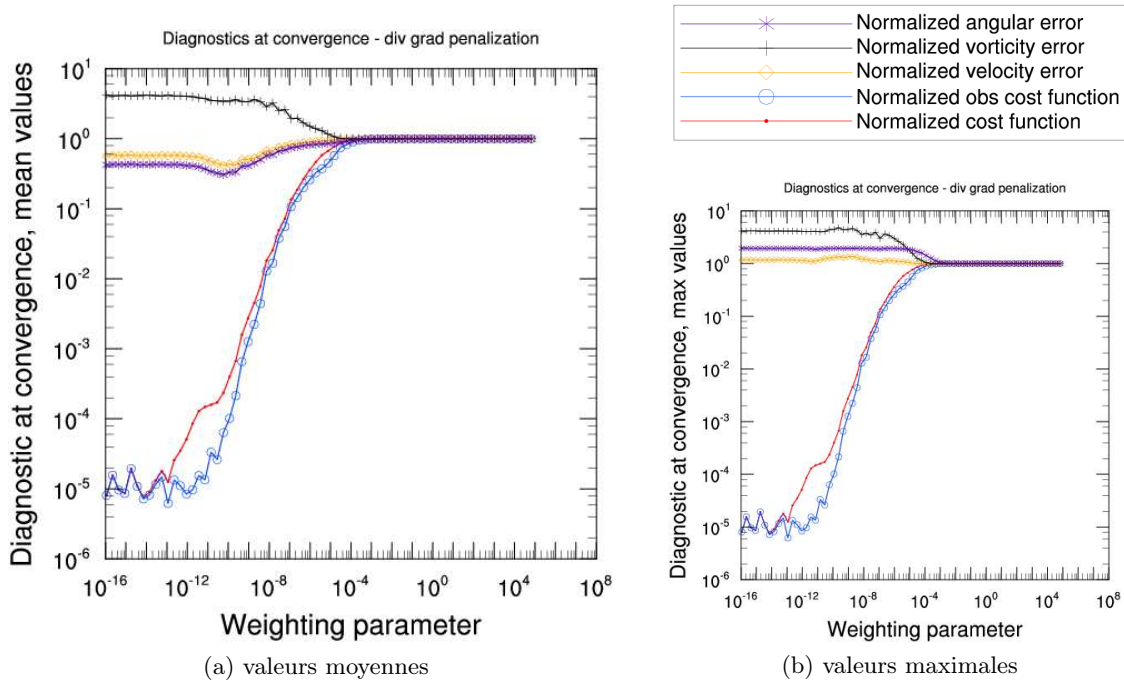 Diagnostics at convergence - div grad penalization
Diagnostics at convergence, mean values
10^1
10^0
10^-1
10^-2
10^-3
10^-4
10^-5
10^-6
10^-16
10^-12
10^-8
10^-4
10^0
10^4
10^8
Weighting parameter
(a) valeurs moyennes
Normalized angular error
Normalized vorticity error
Normalized velocity error
Normalized obs cost function
Normalized cost function
Diagnostics at convergence - div grad penalization
Diagnostic at convergence, max values
10^1
10^0
10^-1
10^-2
10^-3
10^-4
10^-5
10^-6
10^-16
10^-12
10^-8
10^-4
10^0
10^4
10^8
Weighting parameter
(b) valeurs maximales